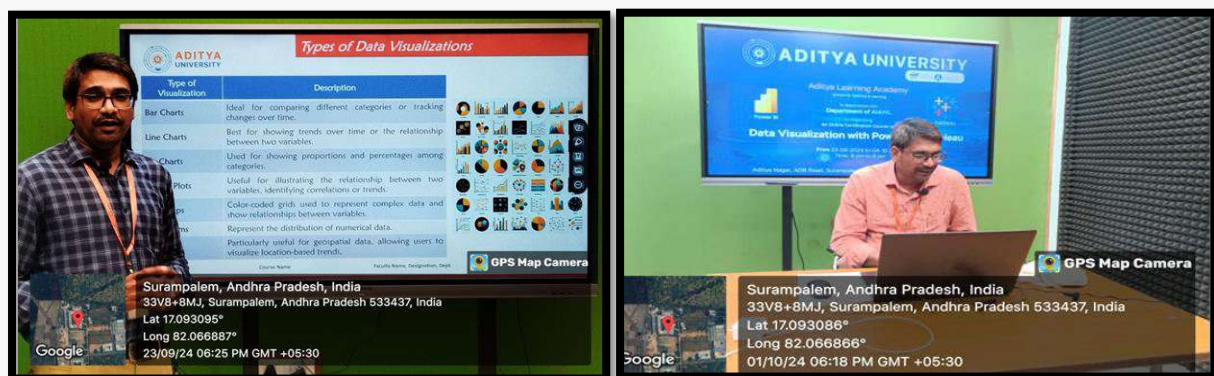 ADITYA
UNIVERSITY
Types of Data Visualizations
Type of
Visualization
Description
Bar Charts
Ideal for comparing different categories or tracking
changes over time.
Line Charts
Best for showing trends over time or the relationship
between two variables.
Charts
Used for showing proportions and percentages among
categories.
Plots
Useful for illustrating the relationship between two
variables, identifying correlations or trends.
Color-coded grids used to represent complex data and
show relationships between variables.
Represent the distribution of numerical data.
Particularly useful for geospatial data, allowing users to
visualize location-based trends.
Course Name
Faculty Name, Designation, Dept
GPS Map Camera
Surampalem, Andhra Pradesh, India
33V8+8MJ, Surampalem, Andhra Pradesh 533437, India
Lat 17.093095°
Long 82.066887°
23/09/24 06:25 PM GMT +05:30
Google
ADITYA UNIVERSITY
Aditya Learning Academy
Department of
Power BI
Data Visualization with
Aditya Nagar, ADB Road,
GPS Map Camera
Surampalem, Andhra Pradesh, India
33V8+8MJ, Surampalem, Andhra Pradesh 533437, India
Lat 17.093086°
Long 82.066866°
01/10/24 06:18 PM GMT +05:30
Google